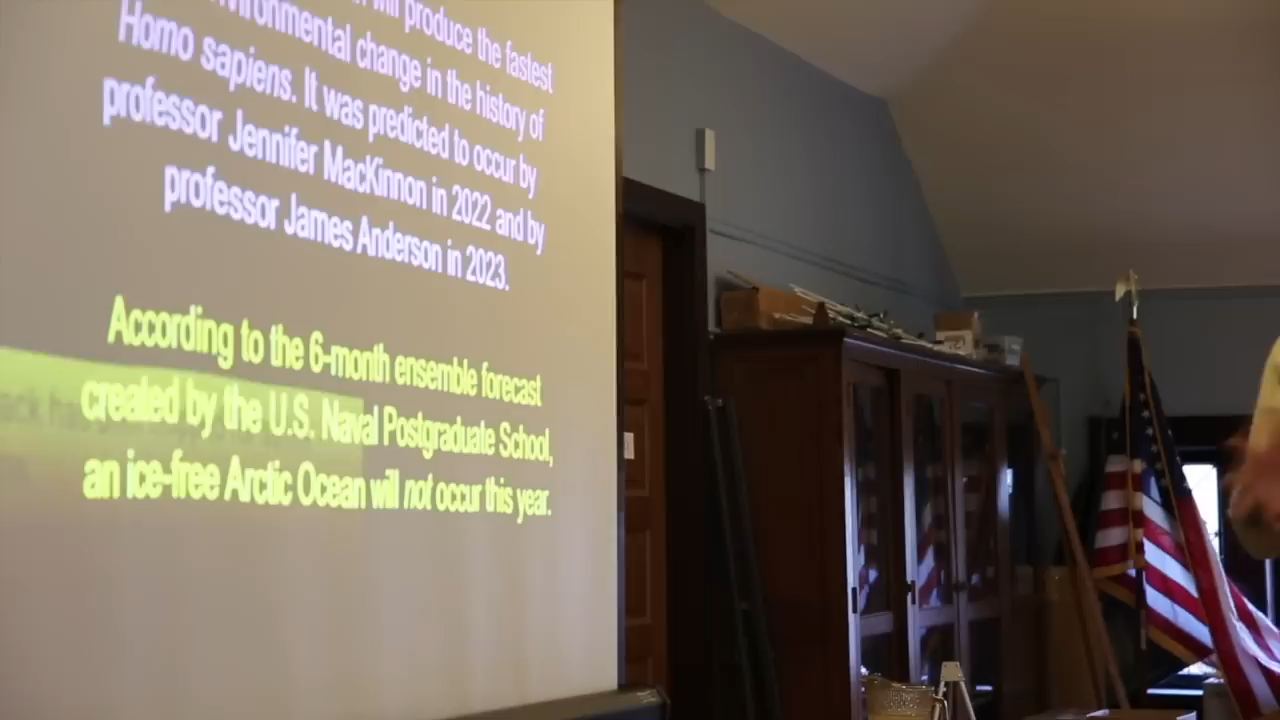 will produce the fastest
environmental change in the history of
Homo sapiens. It was predicted to occur by
professor Jennifer MacKinnon in 2022 and by
professor James Anderson in 2023.
According to the 6-month ensemble forecast
created by the U.S. Naval Postgraduate School,
an ice-free Arctic Ocean will not occur this year.